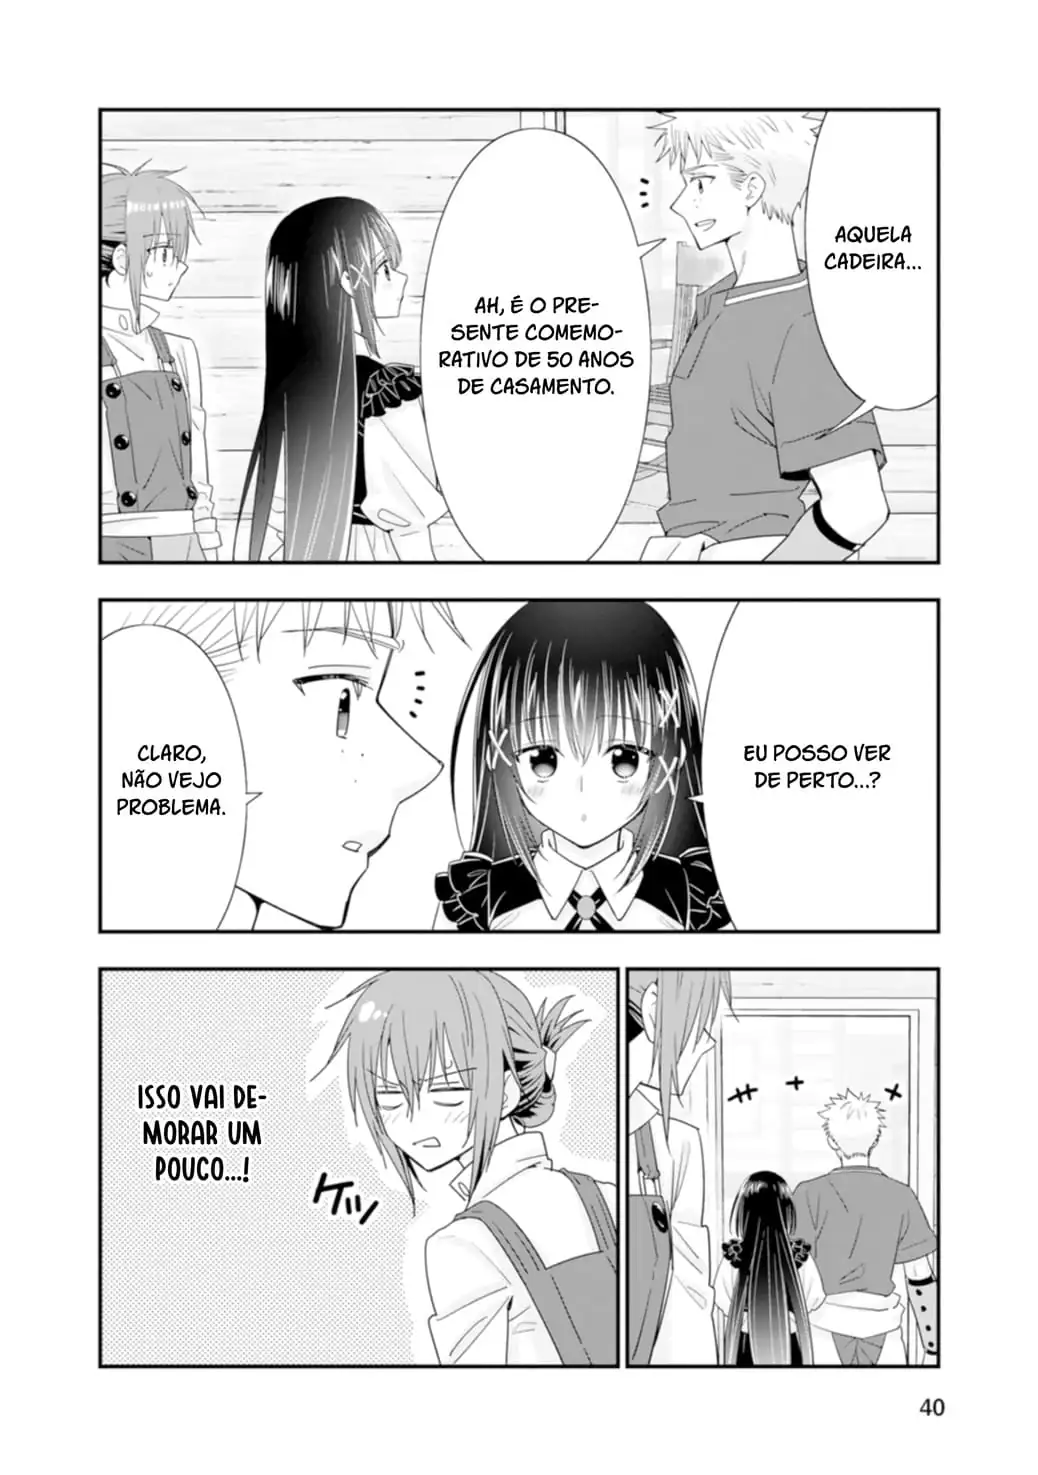 AQUELA
CADEIRA...
AH, É O PRE-
SENTE COMEMO-
RATIVO DE 50 ANOS
DE CASAMENTO.
EU POSSO VER
DE PERTO...?
CLARO,
NÃO VEJO
PROBLEMA.
ISSO VAI DE-
MORAR UM
POUCO...!
ケッ
40